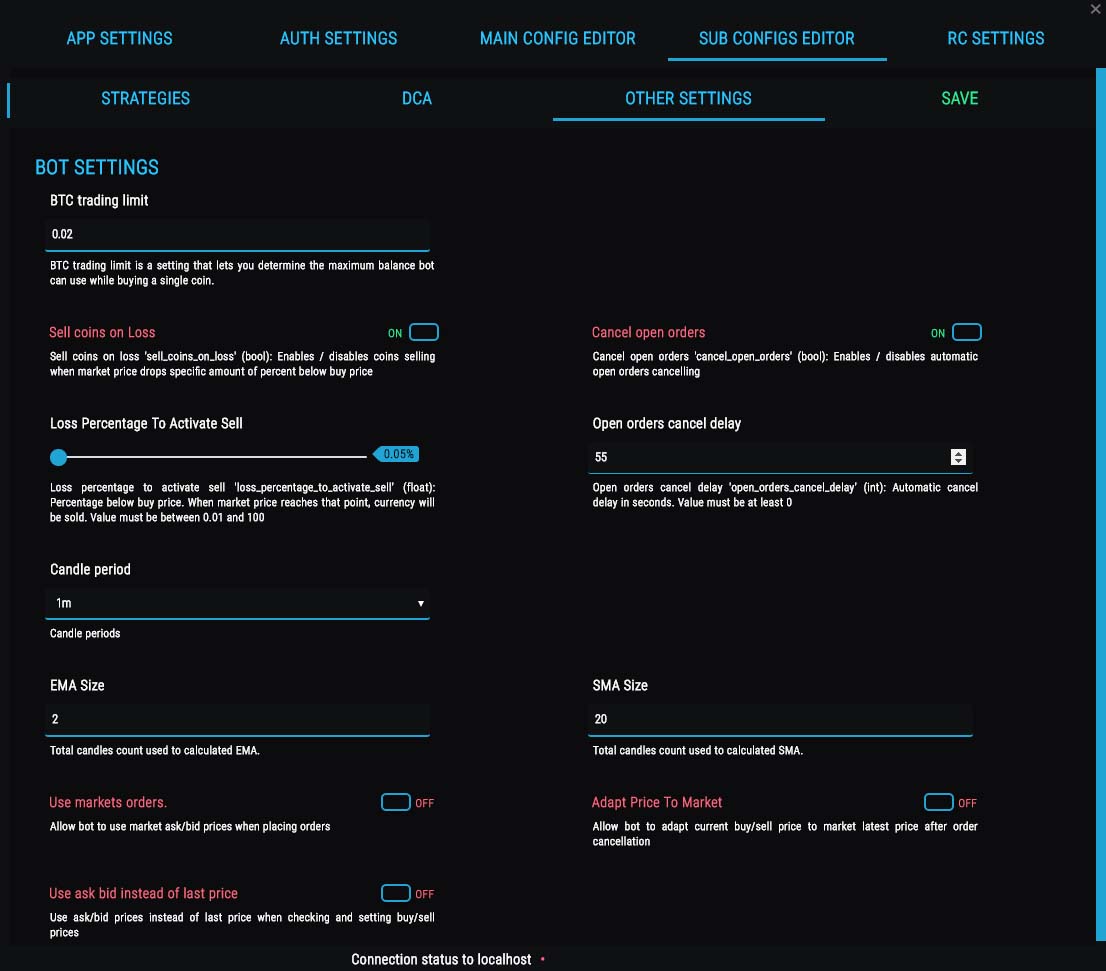 APP SETTINGS AUTH SETTINGS MAIN CONFIG EDITOR SUB CONFIGS EDITOR RC SETTINGS
STRATEGIES DCA OTHER SETTINGS SAVE
BOT SETTINGS
BTC trading limit
0.02
BTC trading limit is a setting that lets you determine the maximum balance bot
can use while buying a single coin.
Sell coins on Loss ON
Sell coins on loss 'sell_coins_on_loss' (bool): Enables / disables coins selling
when market price drops specific amount of percent below buy price
Cancel open orders ON
Cancel open orders 'cancel_open_orders' (bool): Enables / disables automatic
open orders cancelling
Loss Percentage To Activate Sell
0.05%
Loss percentage to activate sell 'loss_percentage_to_activate_sell' (float):
Percentage below buy price. When market price reaches that point, currency will
be sold. Value must be between 0.01 and 100
Open orders cancel delay
55
Open orders cancel delay 'open_orders_cancel_delay' (int): Automatic cancel
delay in seconds. Value must be at least 0
Candle period
1m
Candle periods
EMA Size
2
Total candles count used to calculated EMA.
SMA Size
20
Total candles count used to calculated SMA.
Use markets orders. OFF
Allow bot to use market ask/bid prices when placing orders
Adapt Price To Market OFF
Allow bot to adapt current buy/sell price to market latest price after order
cancellation
Use ask bid instead of last price OFF
Use ask/bid prices instead of last price when checking and setting buy/sell
prices
Connection status to localhost